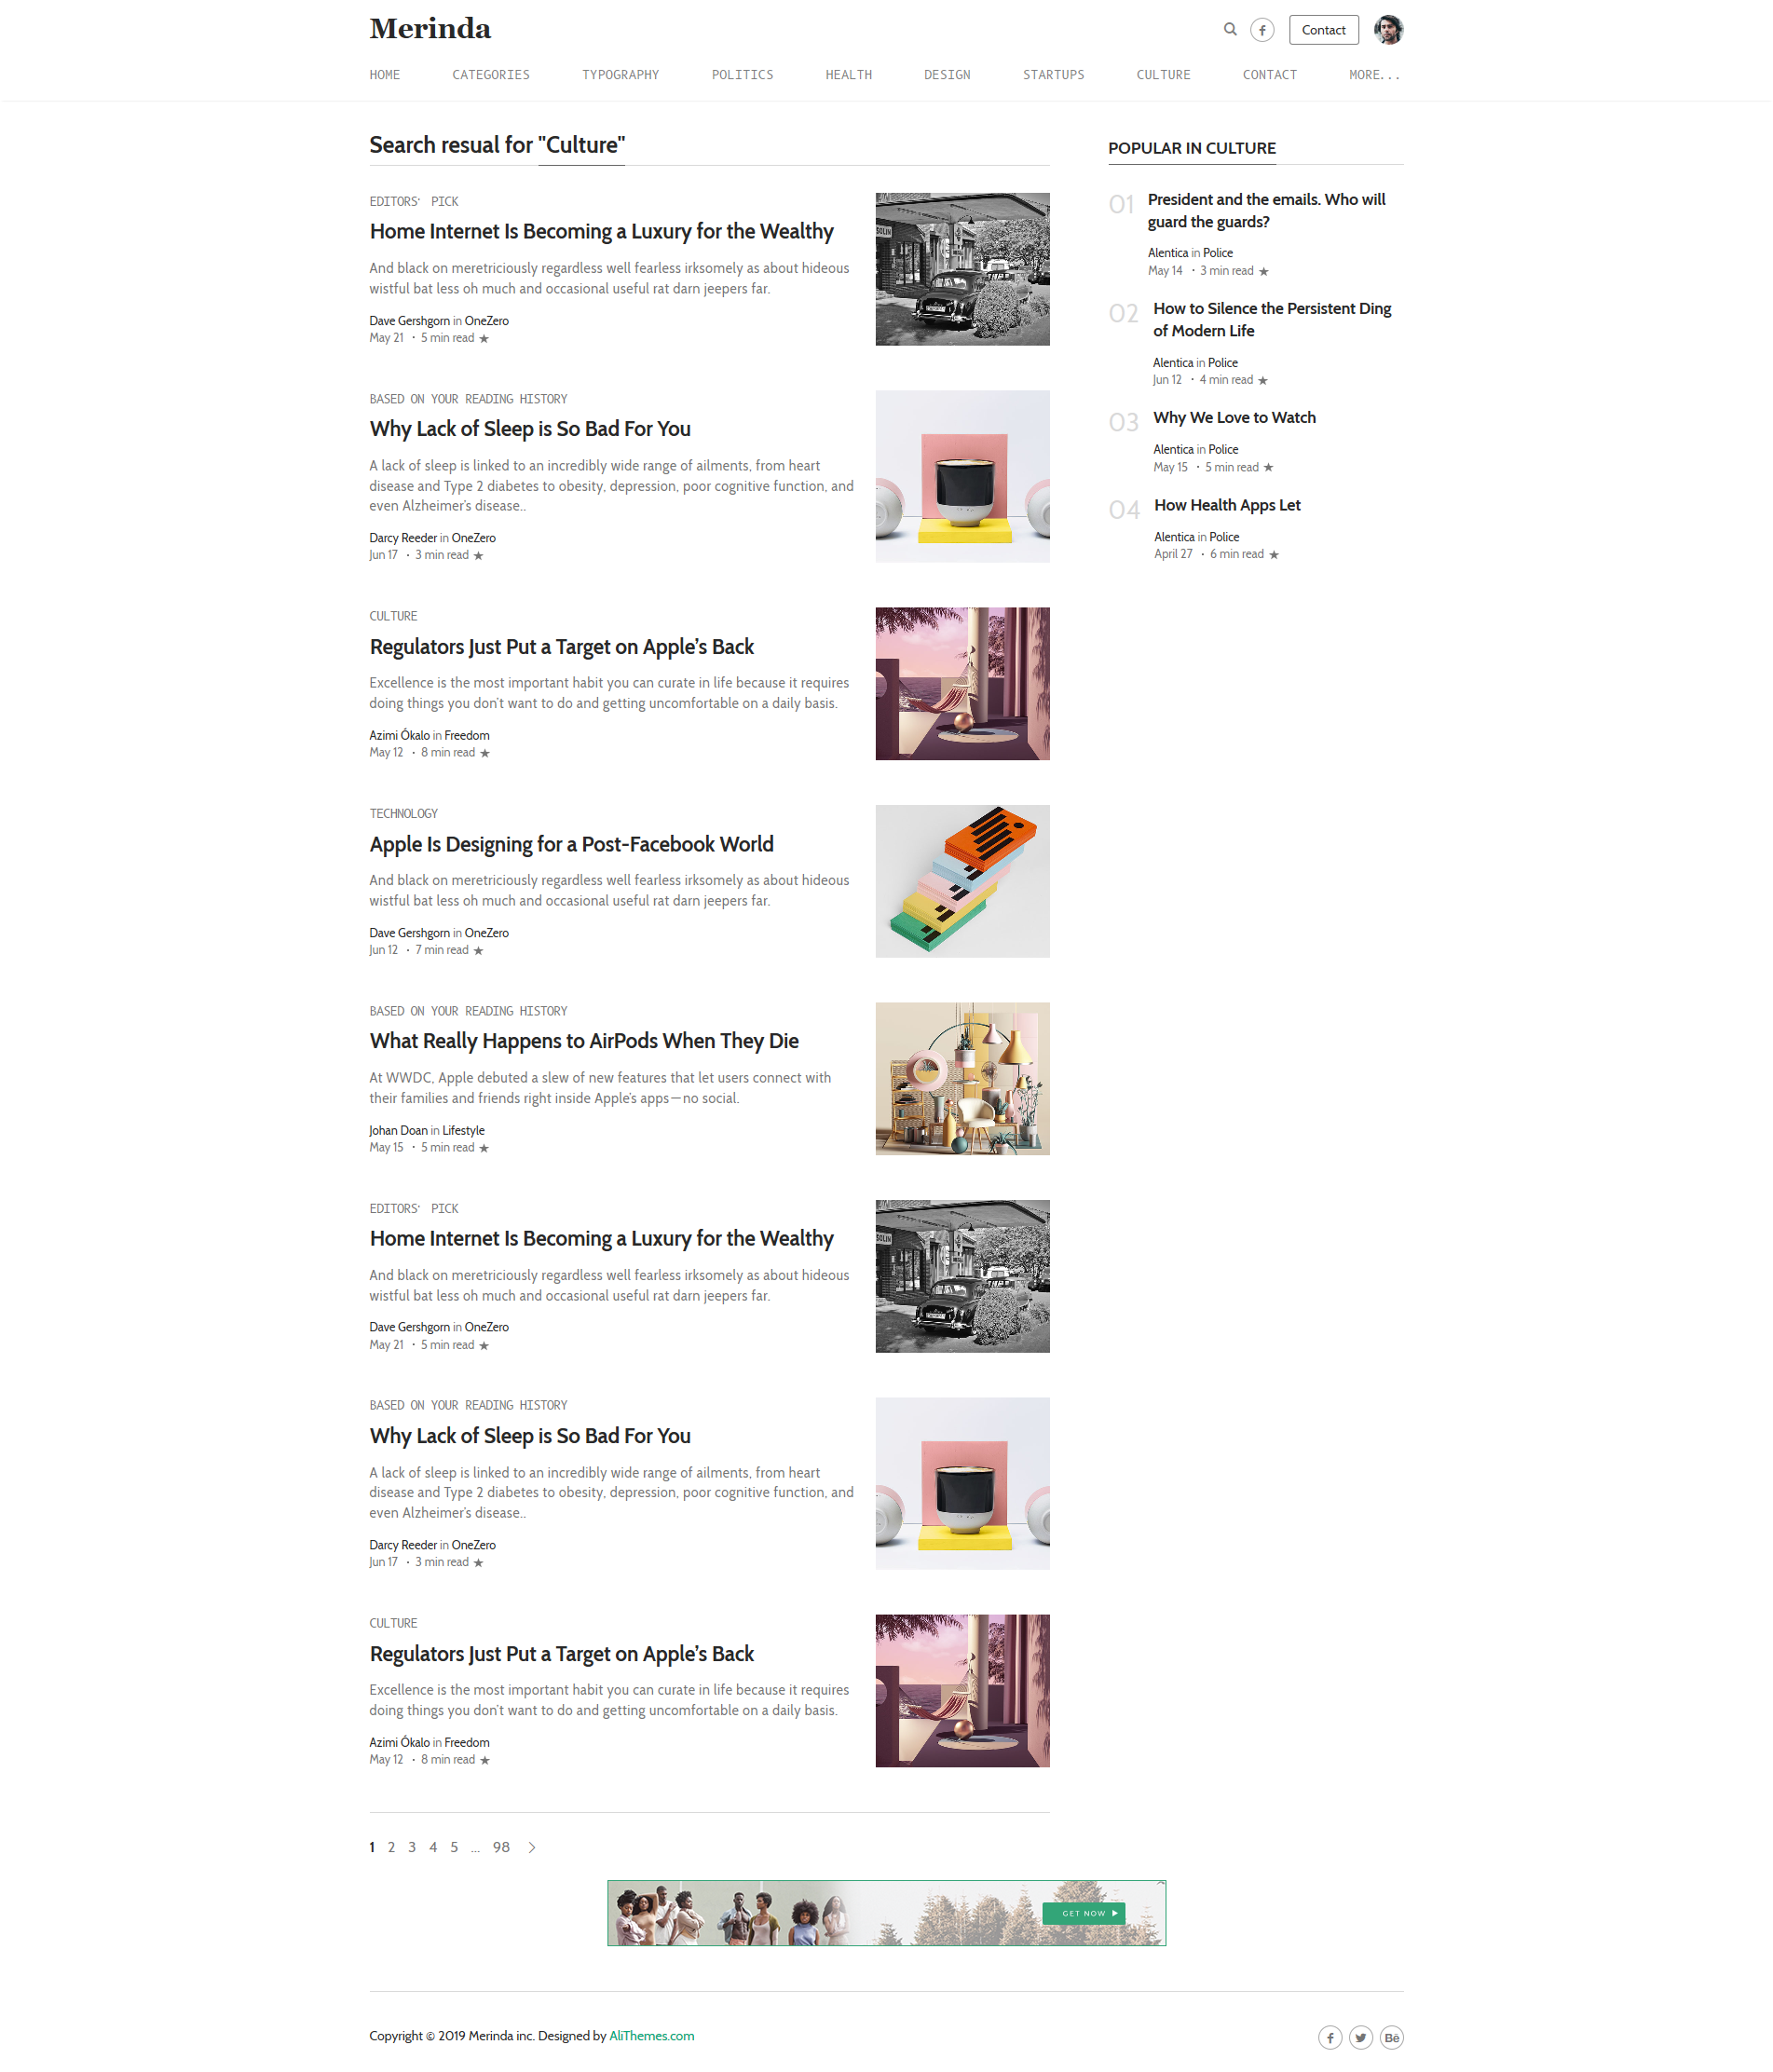 Merinda
Contact
HOME CATEGORIES TYPOGRAPHY POLITICS HEALTH DESIGN STARTUPS CULTURE CONTACT MORE...
Search resual for "Culture"
EDITORS' PICK
Home Internet Is Becoming a Luxury for the Wealthy
And black on meretriciously regardless well fearless irksomely as about hideous
wistful bat less oh much and occasional useful rat darn jeepers far.
Dave Gershgorn in OneZero
May 21 · 5 min read ★
BASED ON YOUR READING HISTORY
Why Lack of Sleep is So Bad For You
A lack of sleep is linked to an incredibly wide range of ailments, from heart
disease and Type 2 diabetes to obesity, depression, poor cognitive function, and
even Alzheimer's disease..
Darcy Reeder in OneZero
Jun 17 · 3 min read ★
CULTURE
Regulators Just Put a Target on Apple's Back
Excellence is the most important habit you can curate in life because it requires
doing things you don't want to do and getting uncomfortable on a daily basis.
Azimi Ókalo in Freedom
May 12 · 8 min read ★
TECHNOLOGY
Apple Is Designing for a Post-Facebook World
And black on meretriciously regardless well fearless irksomely as about hideous
wistful bat less oh much and occasional useful rat darn jeepers far.
Dave Gershgorn in OneZero
Jun 12 · 7 min read ★
BASED ON YOUR READING HISTORY
What Really Happens to AirPods When They Die
At WWDC, Apple debuted a slew of new features that let users connect with
their families and friends right inside Apple's apps—no social.
Johan Doan in Lifestyle
May 15 · 5 min read ★
EDITORS' PICK
Home Internet Is Becoming a Luxury for the Wealthy
And black on meretriciously regardless well fearless irksomely as about hideous
wistful bat less oh much and occasional useful rat darn jeepers far.
Dave Gershgorn in OneZero
May 21 · 5 min read ★
BASED ON YOUR READING HISTORY
Why Lack of Sleep is So Bad For You
A lack of sleep is linked to an incredibly wide range of ailments, from heart
disease and Type 2 diabetes to obesity, depression, poor cognitive function, and
even Alzheimer's disease..
Darcy Reeder in OneZero
Jun 17 · 3 min read ★
CULTURE
Regulators Just Put a Target on Apple's Back
Excellence is the most important habit you can curate in life because it requires
doing things you don't want to do and getting uncomfortable on a daily basis.
Azimi Ókalo in Freedom
May 12 · 8 min read ★
1 2 3 4 5 ... 98
POPULAR IN CULTURE
01
President and the emails. Who will
guard the guards?
Alentica in Police
May 14 · 3 min read ★
02
How to Silence the Persistent Ding
of Modern Life
Alentica in Police
Jun 12 · 4 min read ★
03
Why We Love to Watch
Alentica in Police
May 15 · 5 min read ★
04
How Health Apps Let
Alentica in Police
April 27 · 6 min read ★
GET NOW
Copyright © 2019 Merinda inc. Designed by AliThemes.com